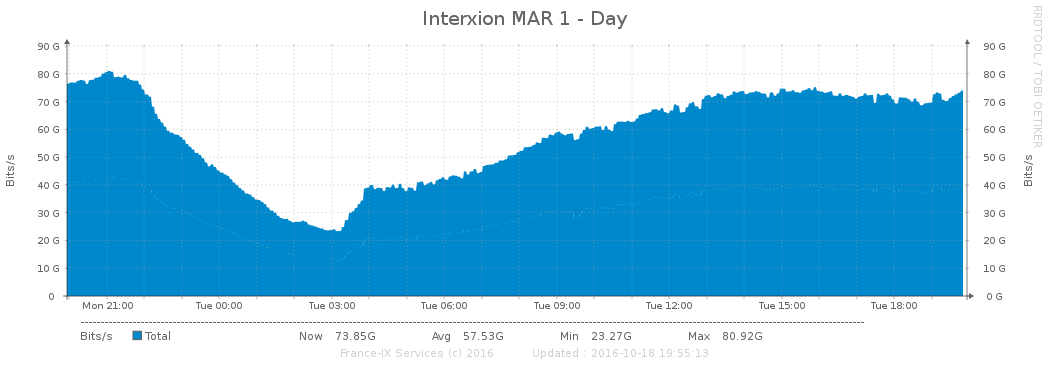 Interxion MAR 1 - Day
RRDTOOL / TOBI OETIKER
Bits/s
90 G
80 G
70 G
60 G
50 G
40 G
30 G
20 G
10 G
0
90 G
80 G
70 G
60 G
50 G
40 G
30 G
20 G
10 G
0 G
Bits/s
Mon 21:00 Tue 00:00 Tue 03:00 Tue 06:00 Tue 09:00 Tue 12:00 Tue 15:00 Tue 18:00
Bits/s Total Now 73.85G Avg 57.53G Min 23.27G Max 80.92G
France-IX Services (c) 2016 Updated : 2016-10-18 19:55:13